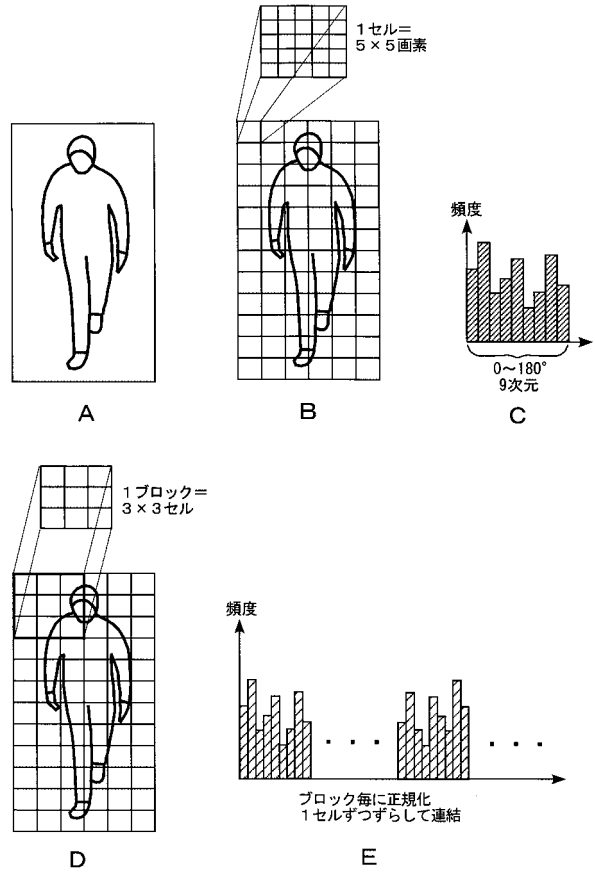 1セル=
5×5画素
A
B
頻度
0〜180°
9次元
C
1ブロック=
3×3セル
D
頻度
・・・
・・・
ブロック毎に正規化
1セルずつずらして連結
E